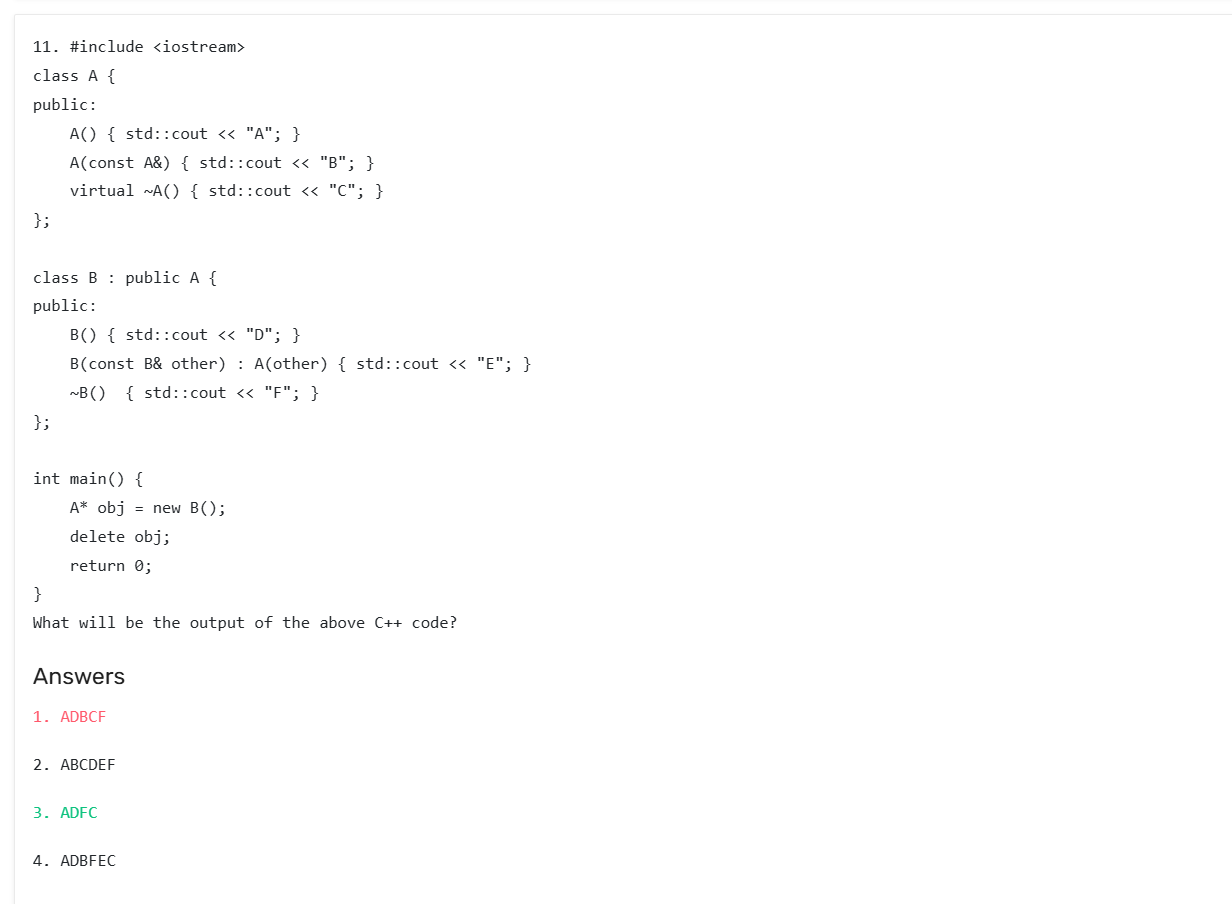 11. #include <iostream>
class A {
public:
    A() { std::cout << "A"; }
    A(const A&) { std::cout << "B"; }
    virtual ~A() { std::cout << "C"; }
};

class B : public A {
public:
    B() { std::cout << "D"; }
    B(const B& other) : A(other) { std::cout << "E"; }
    ~B()  { std::cout << "F"; }
};

int main() {
    A* obj = new B();
    delete obj;
    return 0;
}
What will be the output of the above C++ code?
Answers
1. ADBCF
2. ABCDEF
3. ADFC
4. ADBFEC